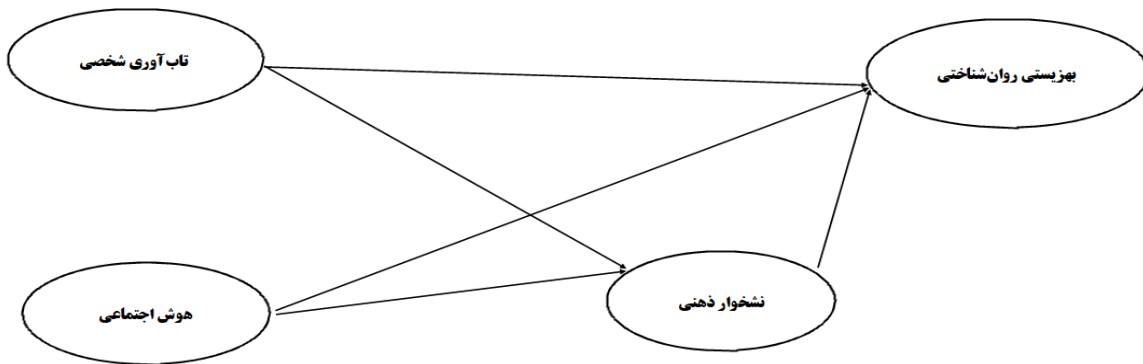 تاب‌آوری شخصی
بهزیستی روان‌شناختی
هوش اجتماعی
نشخوار ذهنی